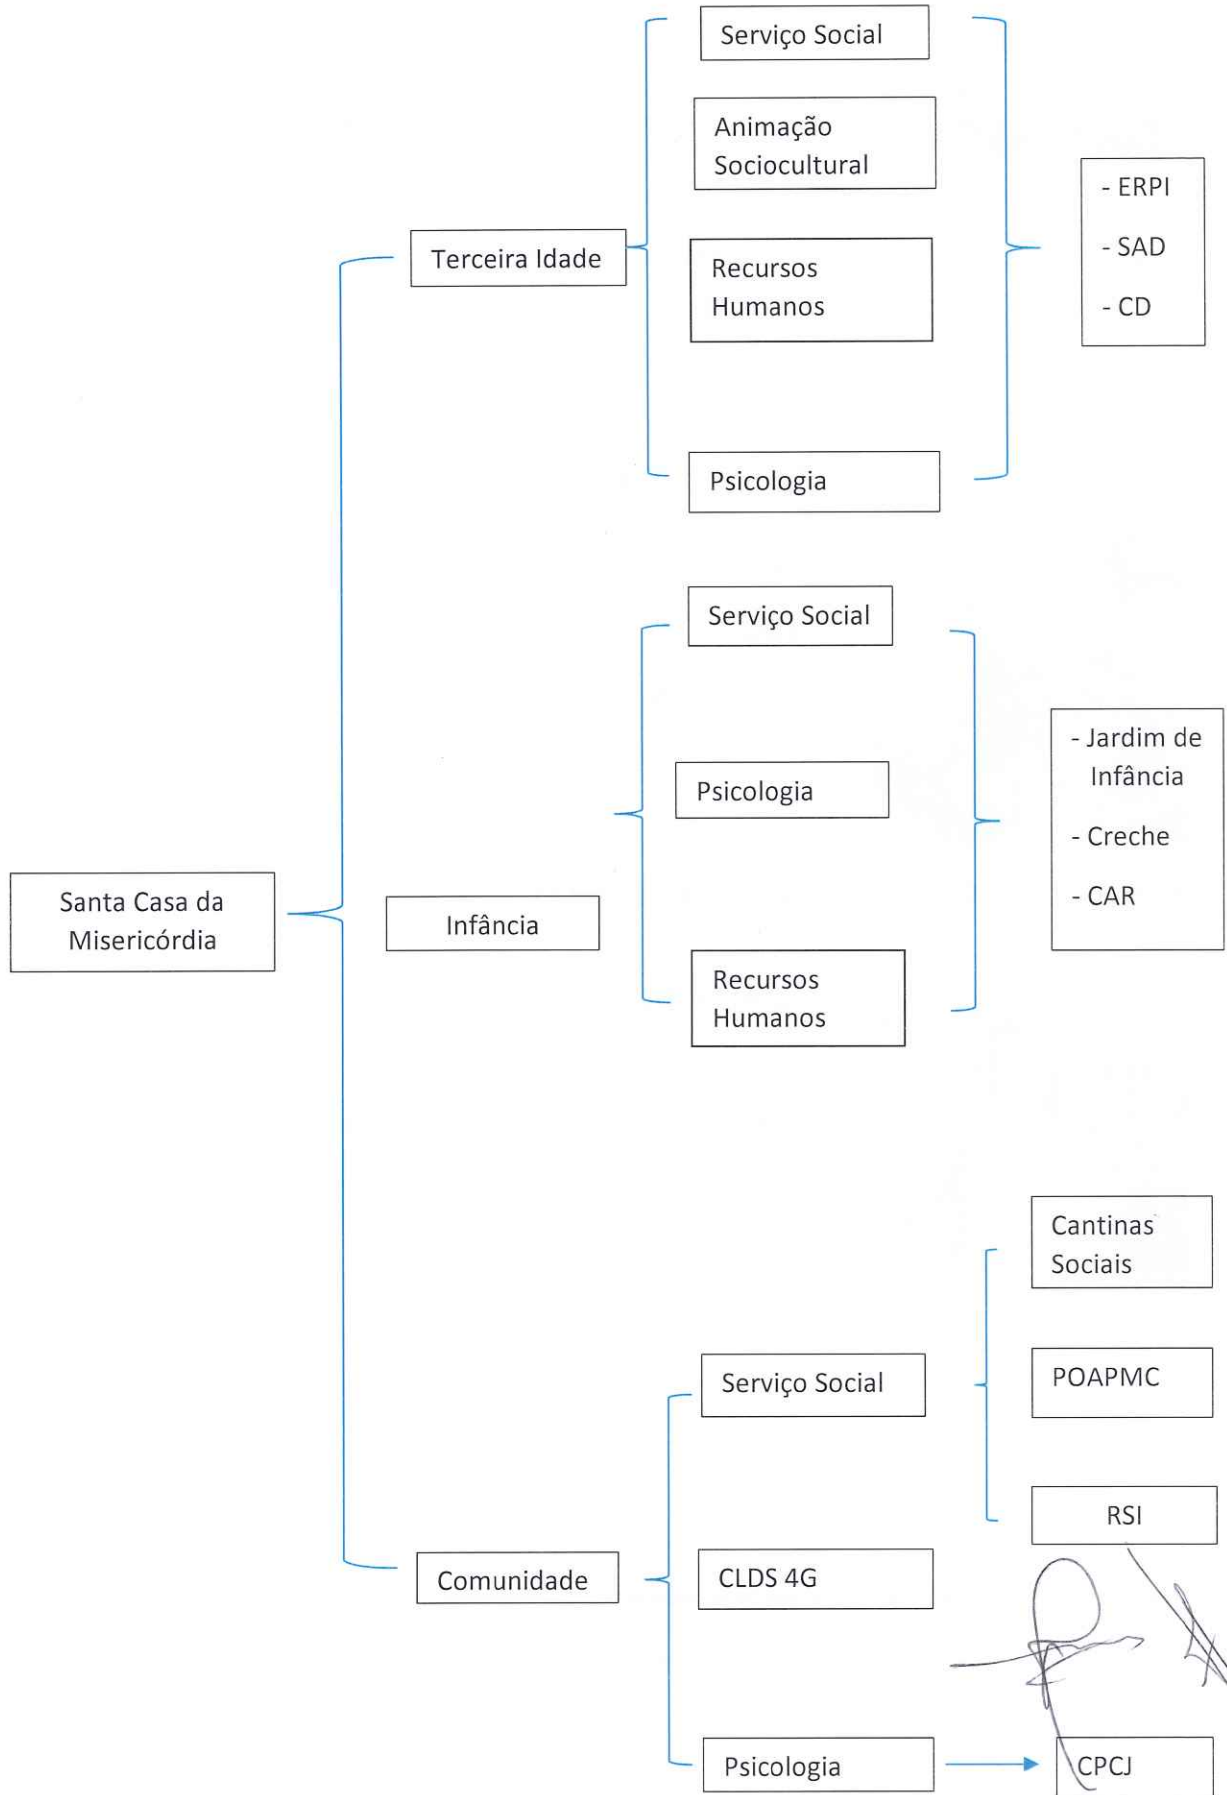 Serviço Social
Animação
Sociocultural
Recursos
Humanos
Psicologia
Terceira Idade
- ERPI
- SAD
- CD
Serviço Social
Psicologia
Recursos
Humanos
Infância
- Jardim de
Infância
- Creche
- CAR
Santa Casa da
Misericórdia
Comunidade
Serviço Social
CLDS 4G
Psicologia
Cantinas
Sociais
POAPMC
RSI
CPCJ